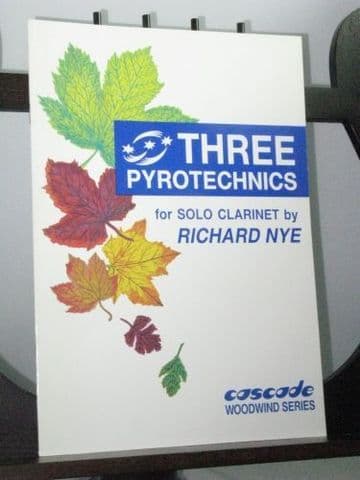 THREE
PYROTECHNICS
for SOLO CLARINET by
RICHARD NYE
cascade
WOODWIND SERIES